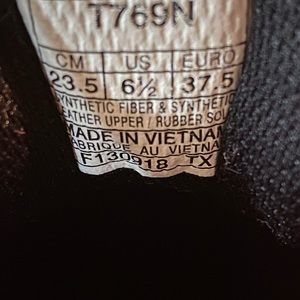 T769N
CM US EURO
23.5 6½ 37.5
SYNTHETIC FIBER & SYNTHETIC
LEATHER UPPER / RUBBER SOLE
MADE IN VIETNAM
FABRIQUE AU VIETNAM
F130918 TX